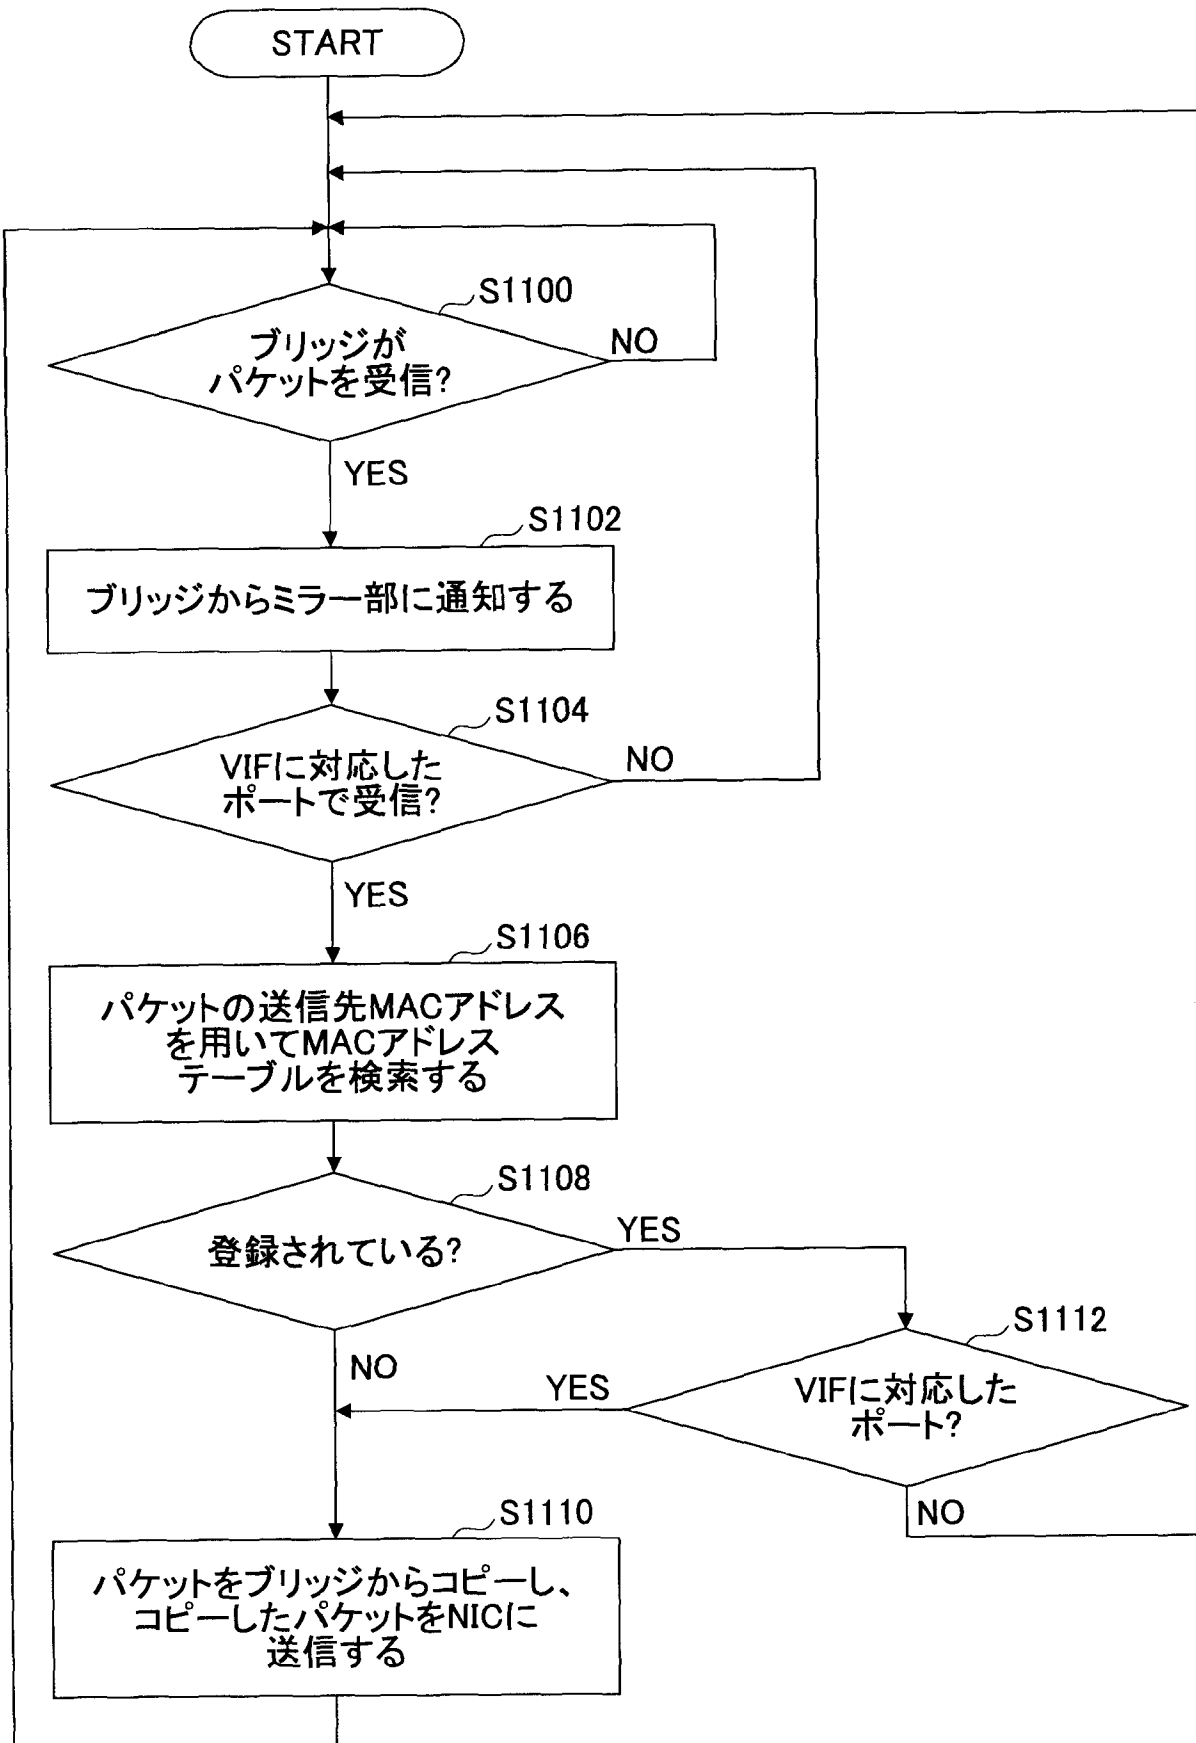 START
S1100
ブリッジが
パケットを受信?
NO
YES
S1102
ブリッジからミラー部に通知する
S1104
VIFに対応した
ポートで受信?
NO
YES
S1106
パケットの送信先MACアドレス
を用いてMACアドレス
テーブルを検索する
S1108
登録されている?
YES
NO
S1112
VIFに対応した
ポート?
YES
NO
S1110
パケットをブリッジからコピーし、
コピーしたパケットをNICに
送信する